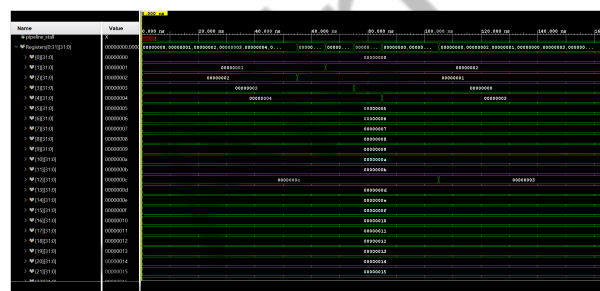 0.000 ns
Name Value 0.000 ns 20.000 ns 40.000 ns 60.000 ns 80.000 ns 100.000 ns 120.000 ns 140.000 ns
pipeline_stall X
Registers[0:31][31:0]
[0][31:0] 00000000 00000000
[1][31:0] 00000001 00000001 00000002
[2][31:0] 00000002 00000002 00000001
[3][31:0] 00000003
[4][31:0] 00000004 00000004 00000003
[5][31:0] 00000005 00000005
[6][31:0] 00000006 00000006
[7][31:0] 00000007 00000007
[8][31:0] 00000008 00000008
[9][31:0] 00000009 00000009
[10][31:0] 0000000a 0000000a
[11][31:0] 0000000b 0000000b
[12][31:0] 0000000c 0000000c 00000003
[13][31:0] 0000000d 0000000d
[14][31:0] 0000000e 0000000e
[15][31:0] 0000000f 0000000f
[16][31:0] 00000010 00000010
[17][31:0] 00000011 00000011
[18][31:0] 00000012 00000012
[19][31:0] 00000013 00000013
[20][31:0] 00000014 00000014
[21][31:0] 00000015 00000015